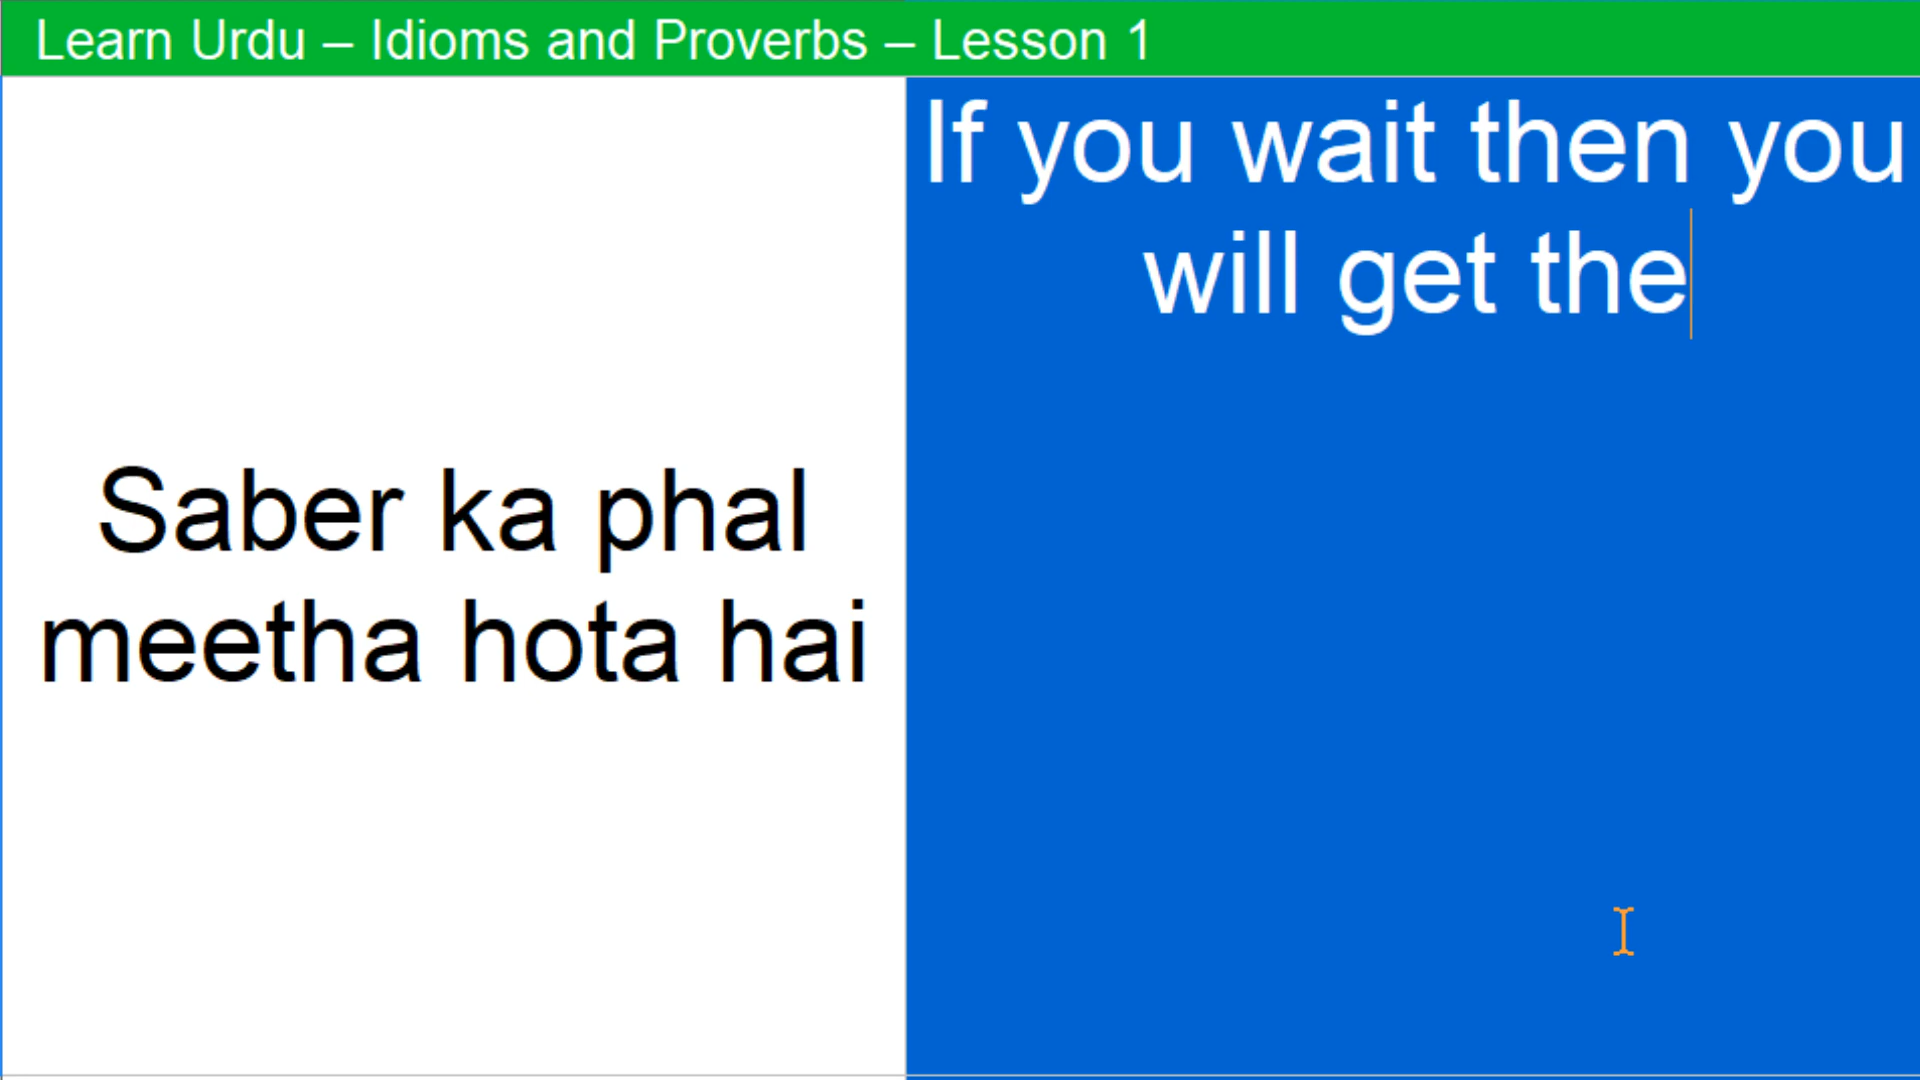 Learn Urdu – Idioms and Proverbs – Lesson 1
Saber ka phal
meetha hota hai
If you wait then you
will get the